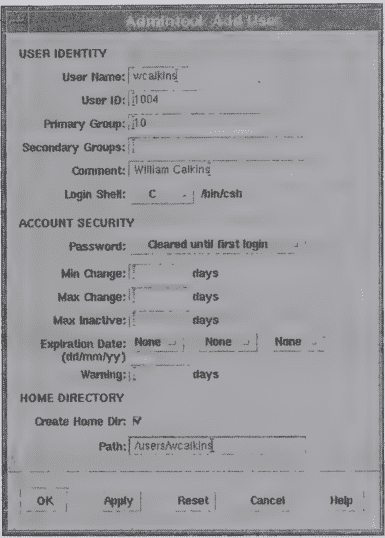 Admintool: Add User
USER IDENTITY
User Name: wcalkins
User ID: 1004
Primary Group: 10
Secondary Groups:
Comment: William Calkins
Login Shell: C /bin/csh
ACCOUNT SECURITY
Password: Cleared until first login
Min Change: days
Max Change: days
Max Inactive: days
Expiration Date: None None None
(dd/mm/yy)
Warning: days
HOME DIRECTORY
Create Home Dir:
Path: /users/wcalkins
OK Apply Reset Cancel Help